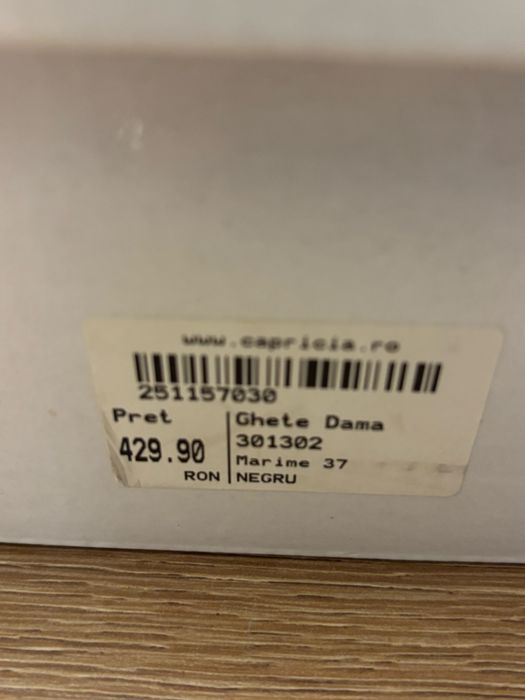 www.capricia.ro
251157030
Pret
429.90
RON
Ghete Dama
301302
Marime 37
NEGRU